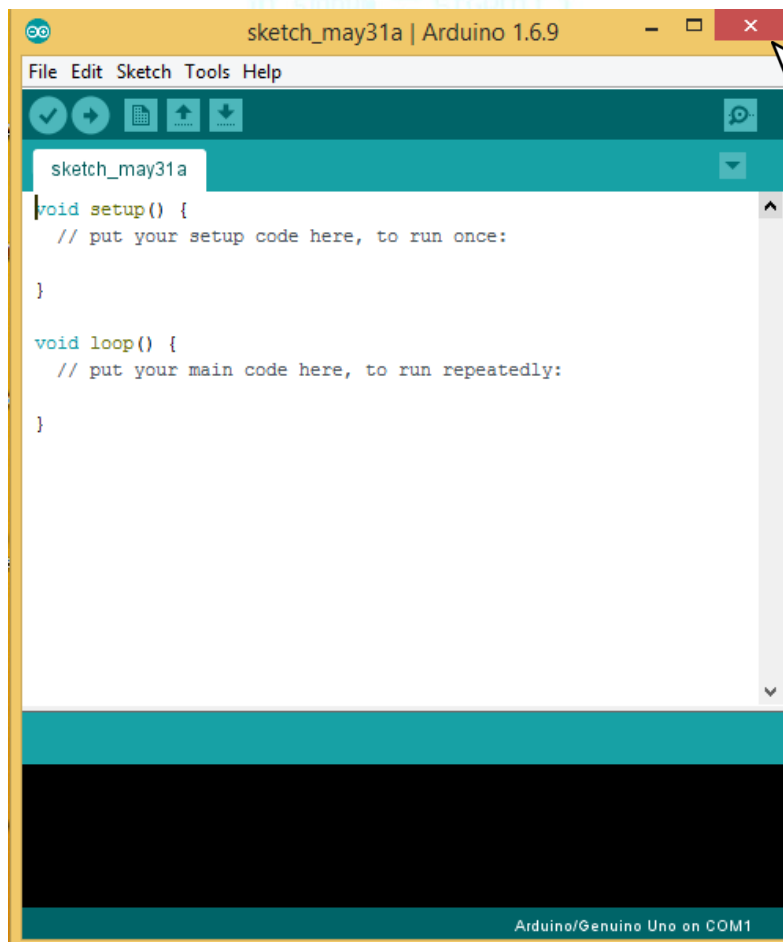 sketch_may31a | Arduino 1.6.9
File Edit Sketch Tools Help
sketch_may31a
void setup() {
  // put your setup code here, to run once:
}
void loop() {
  // put your main code here, to run repeatedly:
}
Arduino/Genuino Uno on COM1